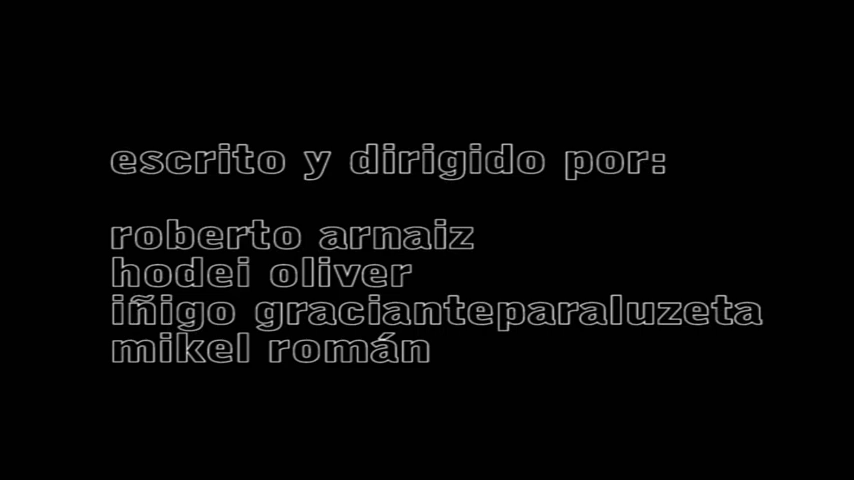 escrito y dirigido por:
roberto arnaiz
hodei oliver
iñigo gracianteparaluzeta
mikel román